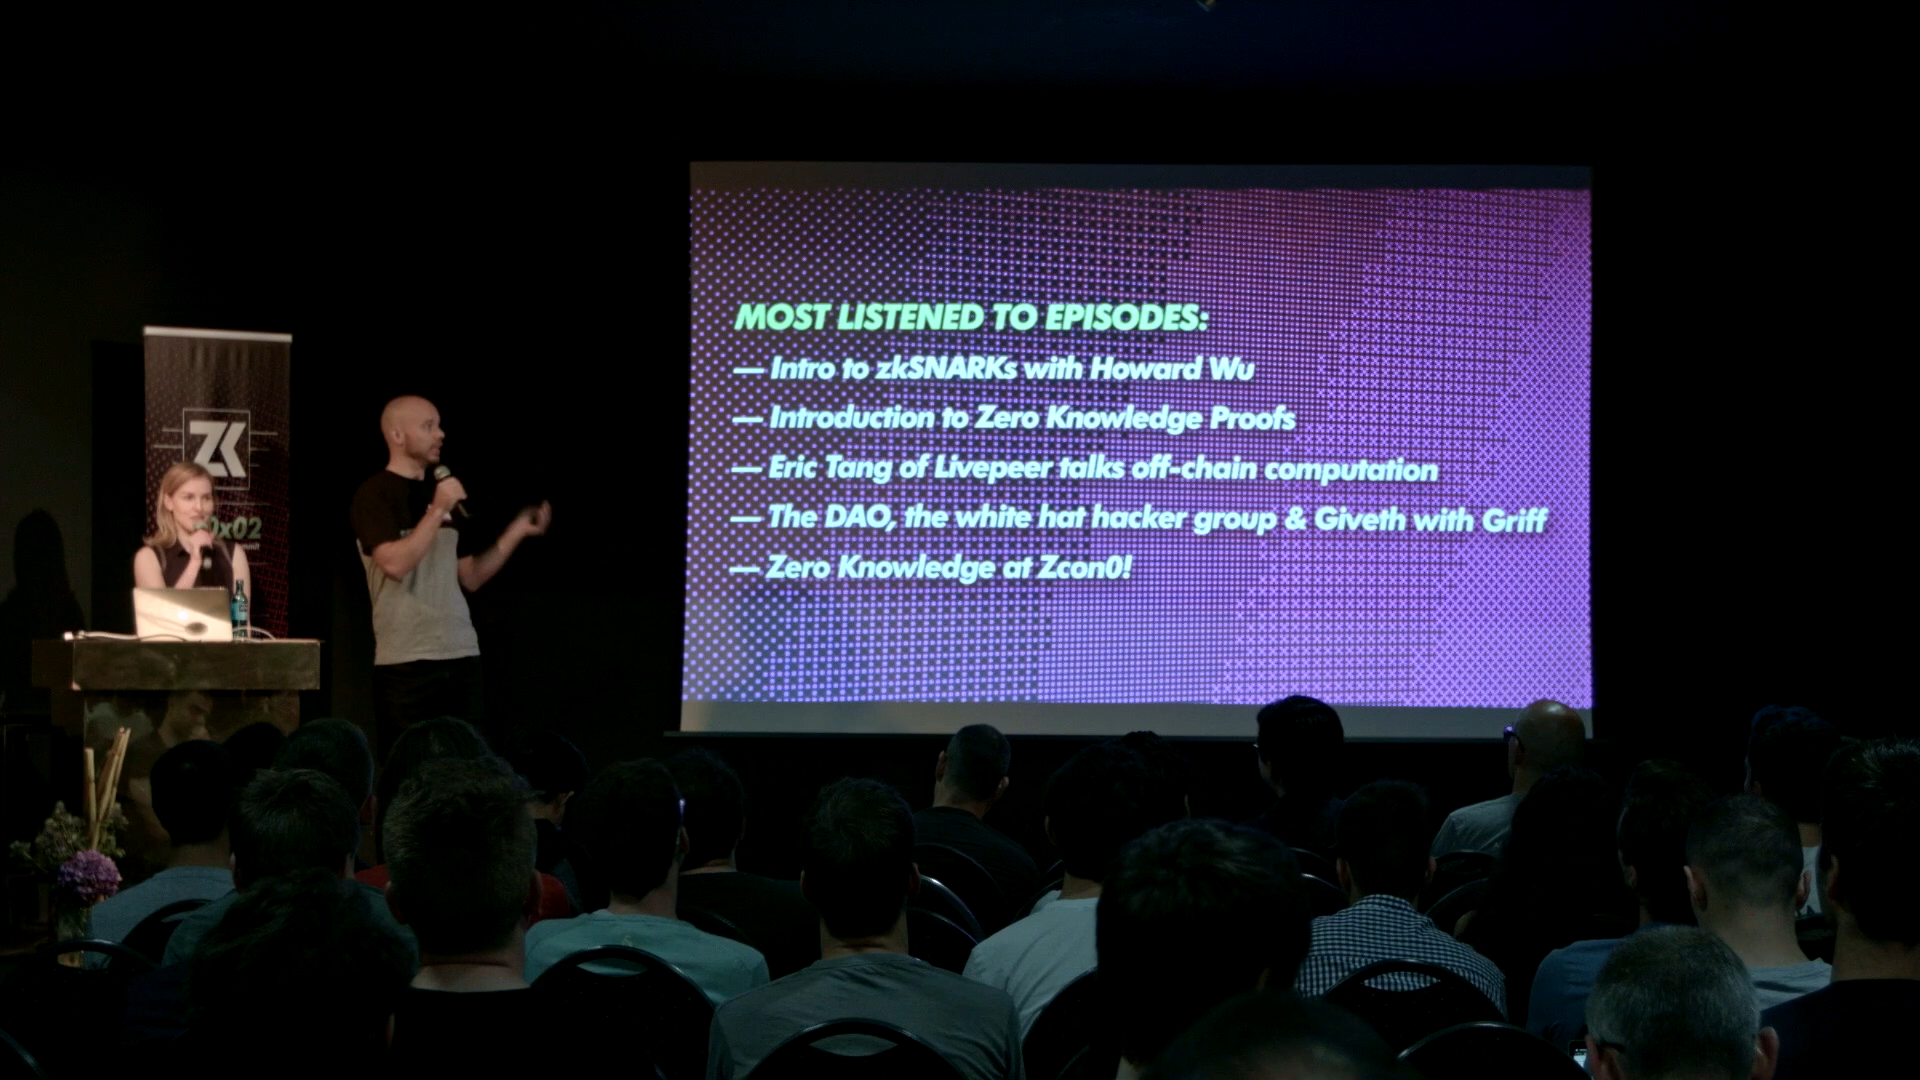 MOST LISTENED TO EPISODES:
— Intro to zkSNARKs with Howard Wu
— Introduction to Zero Knowledge Proofs
— Eric Tang of Livepeer talks off-chain computation
— The DAO, the white hat hacker group & Giveth with Griff
— Zero Knowledge at Zcon0!
ZK
0x02